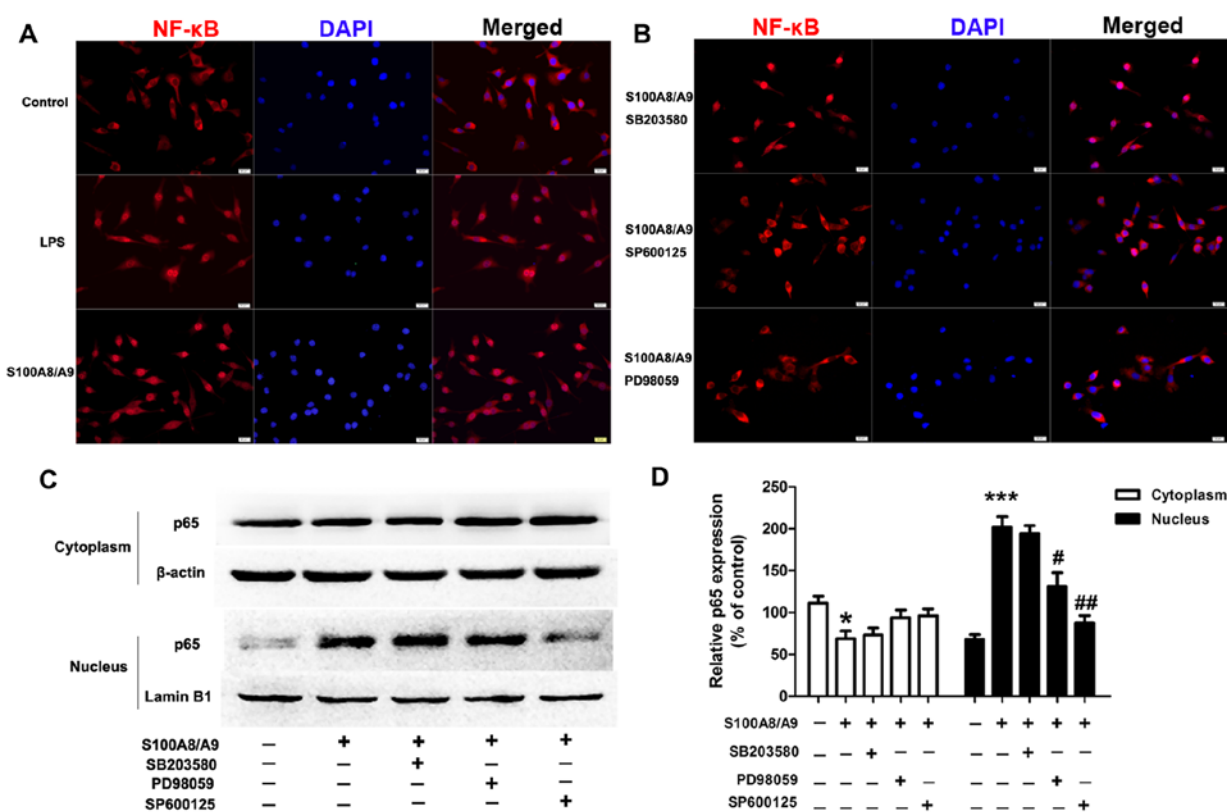 A
NF-κB DAPI Merged
Control
LPS
S100A8/A9
B
NF-κB DAPI Merged
S100A8/A9
SB203580
S100A8/A9
SP600125
S100A8/A9
PD98059
C
Cytoplasm
p65
β-actin
Nucleus
p65
Lamin B1
S100A8/A9 – + + + +
SB203580 – – + – –
PD98059 – – – + –
SP600125 – – – – +
D
Relative p65 expression
(% of control)
250
200
150
100
50
0
* *** # ##
Cytoplasm
Nucleus
S100A8/A9 – + + + + – + + + +
SB203580 – – + – – – – + – –
PD98059 – – – + – – – – + –
SP600125 – – – – + – – – – +